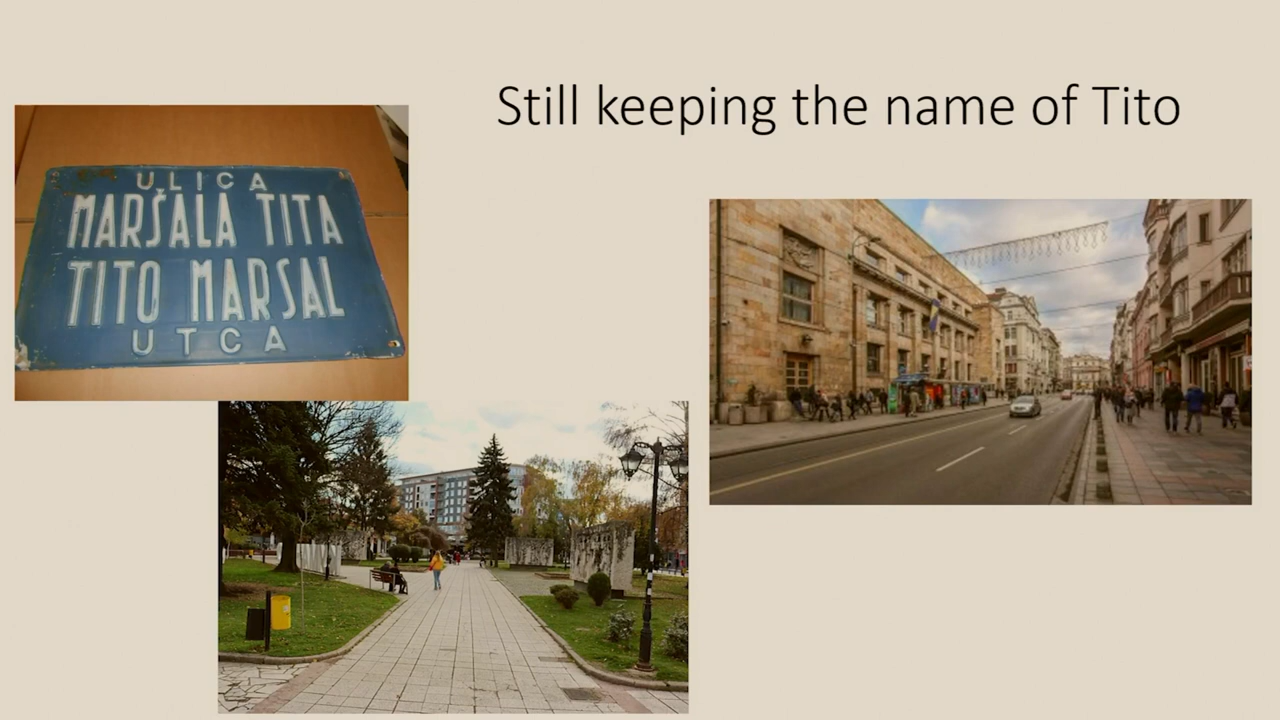 Still keeping the name of Tito
ULICA
MARŠALA TITA
TITO MARSAL
UTCA